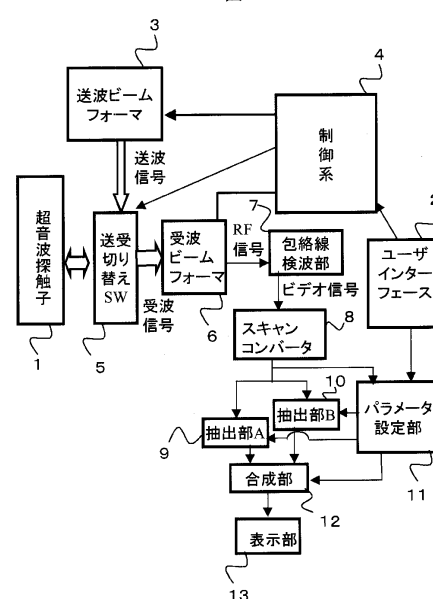 3
送波ビーム
フォーマ
4
制
御
系
送波
信号
超音波探触子
1
送受
切り
替え
SW
5
受波
信号
受波
ビーム
フォーマ
6
RF
信号
7
包絡線
検波部
ビデオ信号
ユーザ
インター
フェース
スキャン
コンバータ
8
抽出部A
9
抽出部B
10
パラメータ
設定部
11
合成部
12
表示部
13